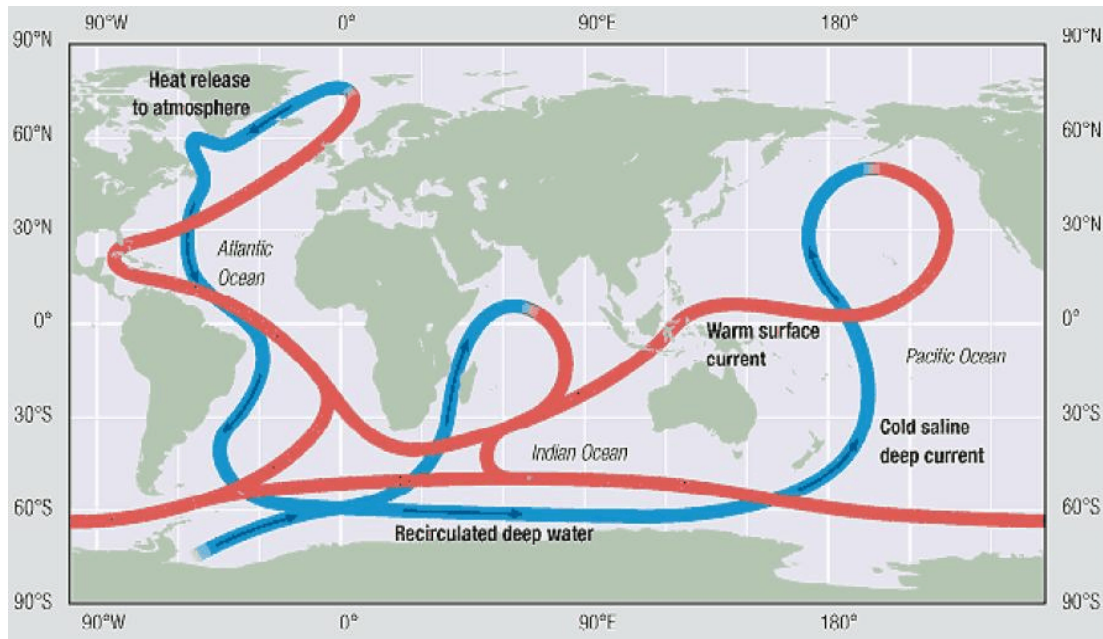 90°W 0° 90°E 180°
90°N 90°N
Heat release
to atmosphere
60°N 60°N
30°N 30°N
Atlantic
Ocean
0° 0°
Warm surface
current
Pacific Ocean
30°S 30°S
Cold saline
deep current
Indian Ocean
60°S 60°S
Recirculated deep water
90°S 90°S
90°W 0° 90°E 180°